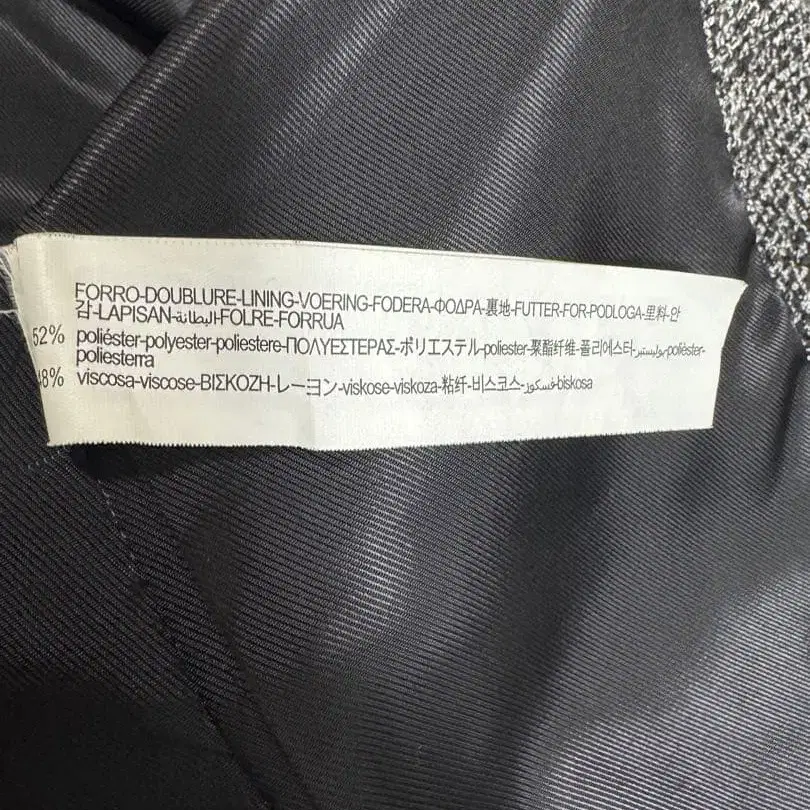 FORRO-DOUBLURE-LINING-VOERING-FODERA-ΦΟΔΡΑ-裏地-FUTTER-FOR-PODLOGA-里料-안
감-LAPISAN-البطانة-FOLRE-FORRUA
52% poliéster-polyester-poliestere-ΠΟΛΥΕΣΤΕΡΑΣ-ポリエステル-poliester-聚酯纤维-폴리에스타-بوليستير-polièster-
poliesterra
48% viscosa-viscose-ΒΙΣΚΟΖΗ-レーヨン-viskose-viskoza-粘纤-비스코스-فسكوز-biskosa